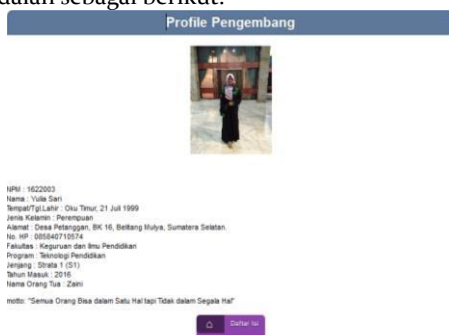 dalah sebagai berikut:
Profile Pengembang
NPM : 1622003
Nama : Yulia Sari
Tempat/Tgl.Lahir : Oku Timur, 21 Juli 1999
Jenis Kelamin : Perempuan
Alamat : Desa Petanggan, BK 16, Belitang Mulya, Sumatera Selatan.
No. HP : 085840710574
Fakultas : Keguruan dan Ilmu Pendidikan
Program : Teknologi Pendidikan
Jenjang : Strata 1 (S1)
Tahun Masuk : 2016
Nama Orang Tua : Zaini
motto: "Semua Orang Bisa dalam Satu Hal tapi Tidak dalam Segala Hal"
Daftar Isi